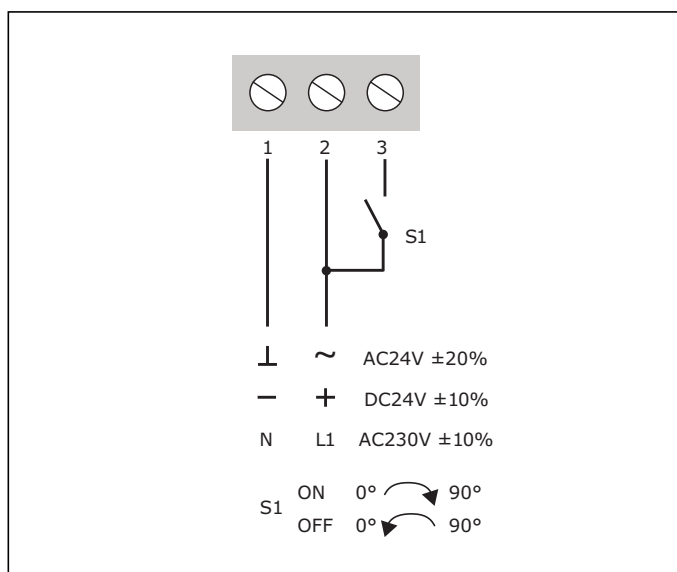 1 2 3
S1
⊥ ~ AC24V ±20%
− + DC24V ±10%
N L1 AC230V ±10%
S1
ON 0° 90°
OFF 0° 90°